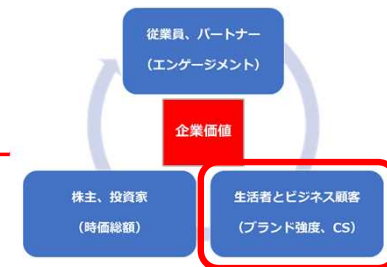 従業員、パートナー
（エンゲージメント）
企業価値
株主、投資家
（時価総額）
生活者とビジネス顧客
（ブランド強度、CS）